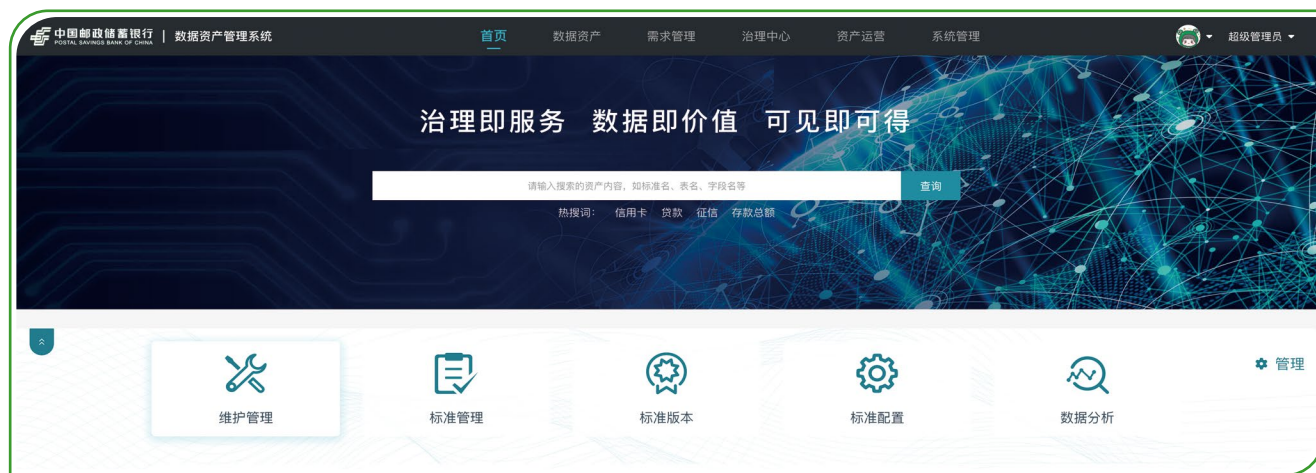 中国邮政储蓄银行 | 数据资产管理系统 首页 数据资产 需求管理 治理中心 资产运营 系统管理 超级管理员
POSTAL SAVINGS BANK OF CHINA
治理即服务 数据即价值 可见即可得
请输入搜索的资产内容，如标准名、表名、字段名等 查询
热搜词： 信用卡 贷款 征信 存款总额
管理
维护管理 标准管理 标准版本 标准配置 数据分析